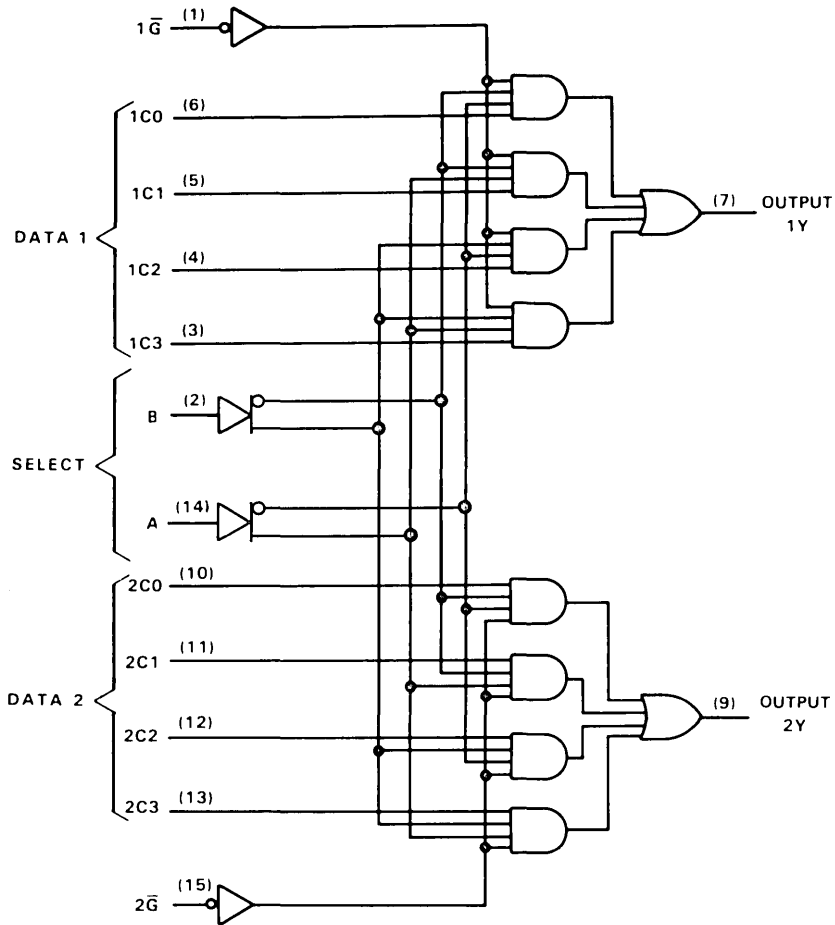 1G̅ (1)
1C0 (6)
1C1 (5)
DATA 1
1C2 (4)
1C3 (3)
(7) OUTPUT
1Y
B (2)
SELECT
A (14)
2C0 (10)
2C1 (11)
DATA 2
2C2 (12)
2C3 (13)
(9) OUTPUT
2Y
2G̅ (15)